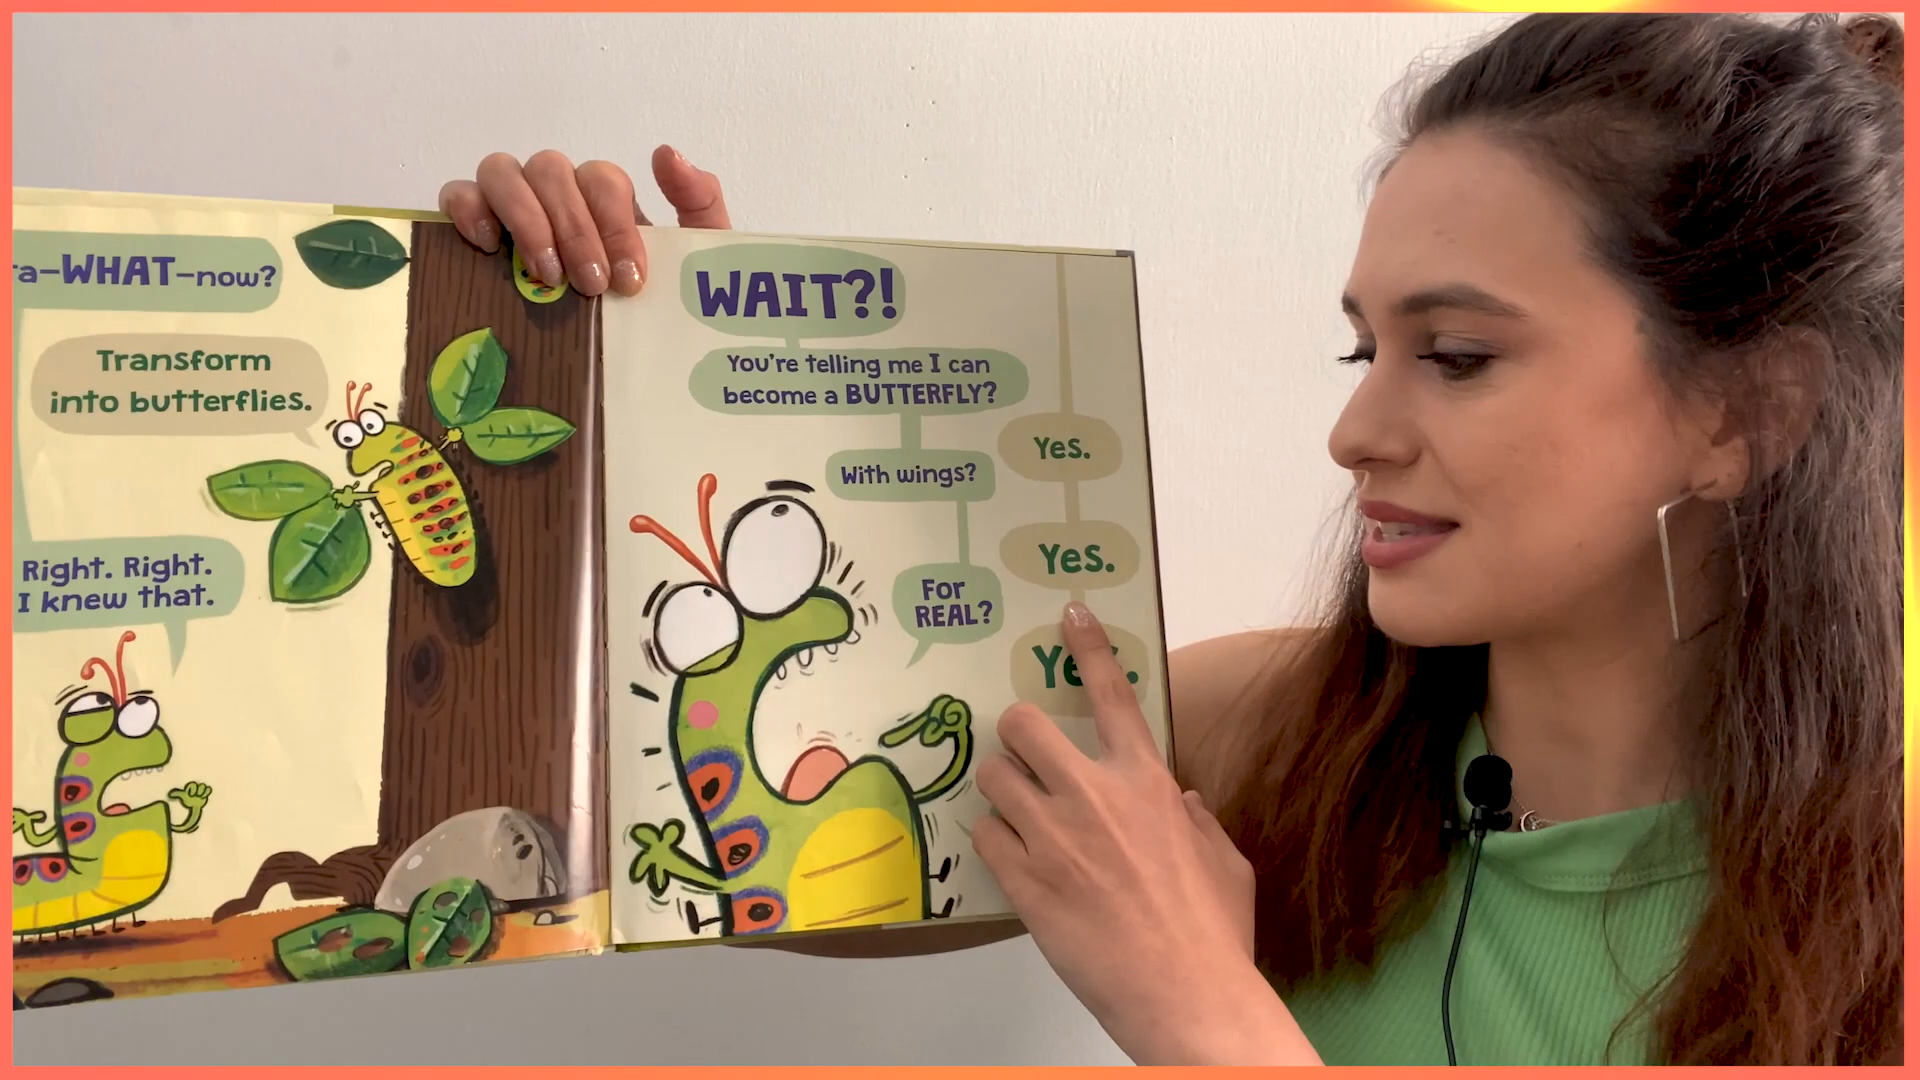 a-WHAT-now?
Transform
into butterflies.
Right. Right.
I knew that.
WAIT?!
You're telling me I can
become a BUTTERFLY?
Yes.
With wings?
Yes.
For
REAL?